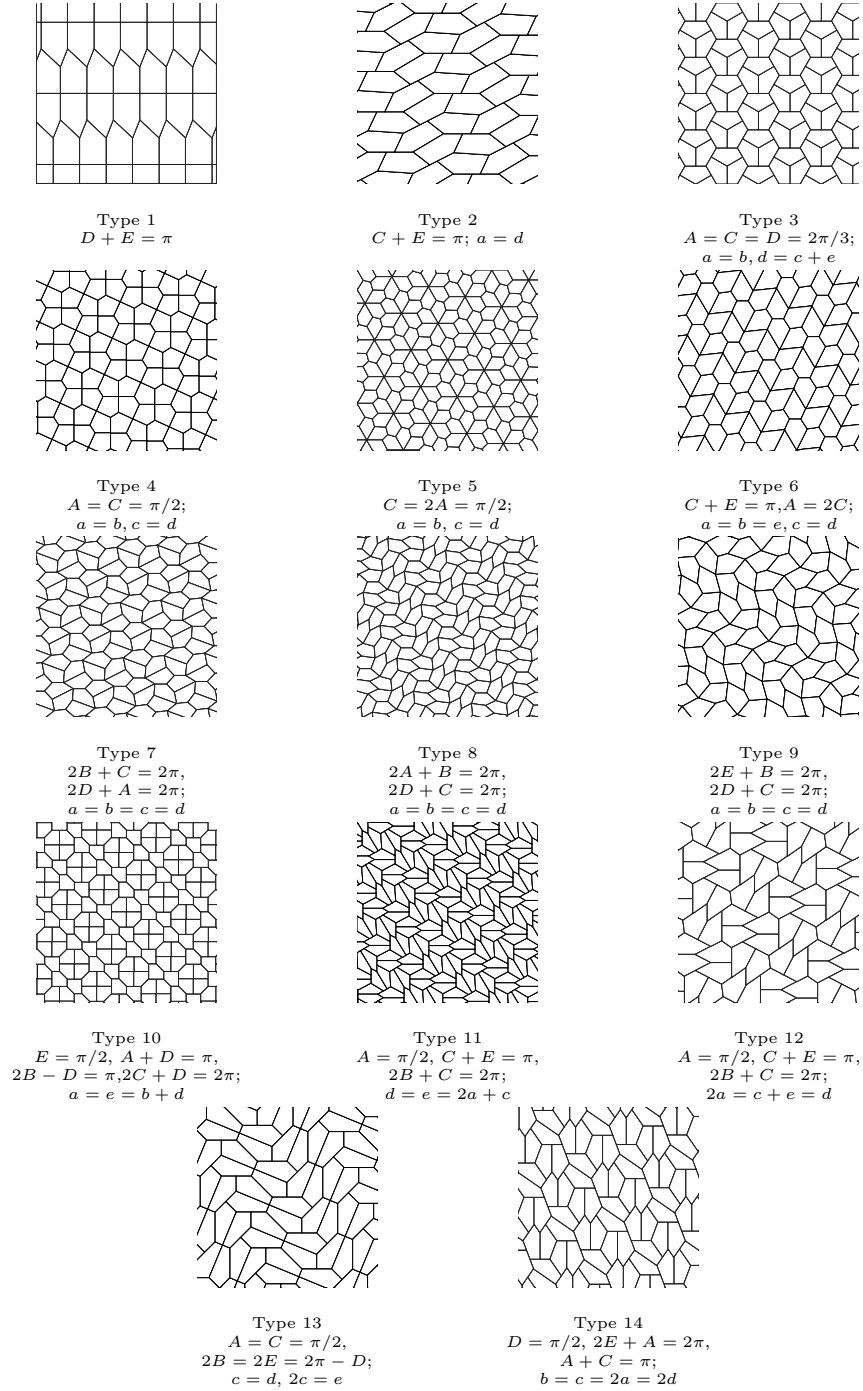 Type 1
D + E = π
Type 2
C + E = π; a = d
Type 3
A = C = D = 2π/3;
a = b, d = c + e
Type 4
A = C = π/2;
a = b, c = d
Type 5
C = 2A = π/2;
a = b, c = d
Type 6
C + E = π,A = 2C;
a = b = e, c = d
Type 7
2B + C = 2π,
2D + A = 2π;
a = b = c = d
Type 8
2A + B = 2π,
2D + C = 2π;
a = b = c = d
Type 9
2E + B = 2π,
2D + C = 2π;
a = b = c = d
Type 10
E = π/2, A + D = π,
2B − D = π,2C + D = 2π;
a = e = b + d
Type 11
A = π/2, C + E = π,
2B + C = 2π;
d = e = 2a + c
Type 12
A = π/2, C + E = π,
2B + C = 2π;
2a = c + e = d
Type 13
A = C = π/2,
2B = 2E = 2π − D;
c = d, 2c = e
Type 14
D = π/2, 2E + A = 2π,
A + C = π;
b = c = 2a = 2d